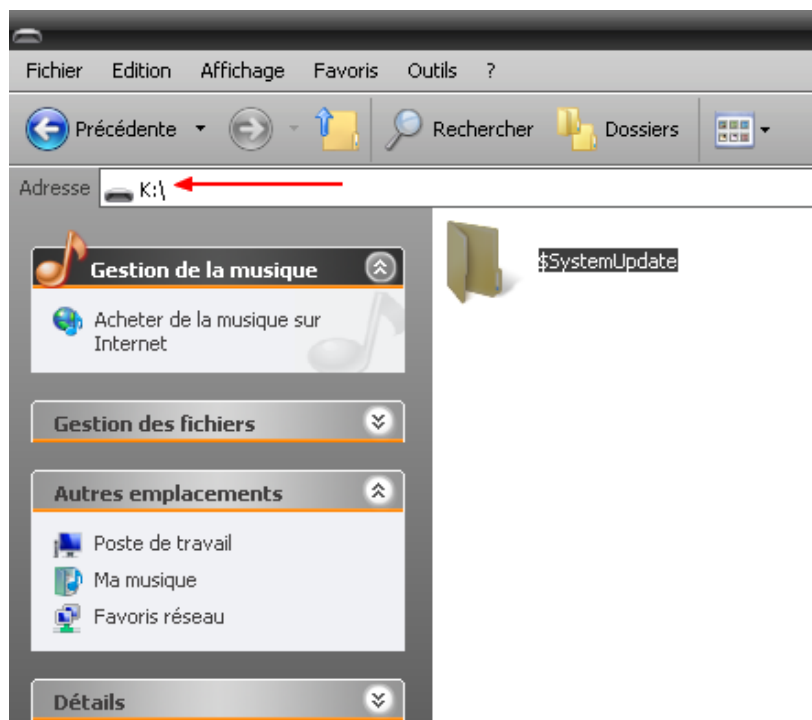 Fichier Edition Affichage Favoris Outils ?
Précédente Rechercher Dossiers
Adresse K:\
Gestion de la musique
Acheter de la musique sur
Internet
Gestion des fichiers
Autres emplacements
Poste de travail
Ma musique
Favoris réseau
Détails
$SystemUpdate